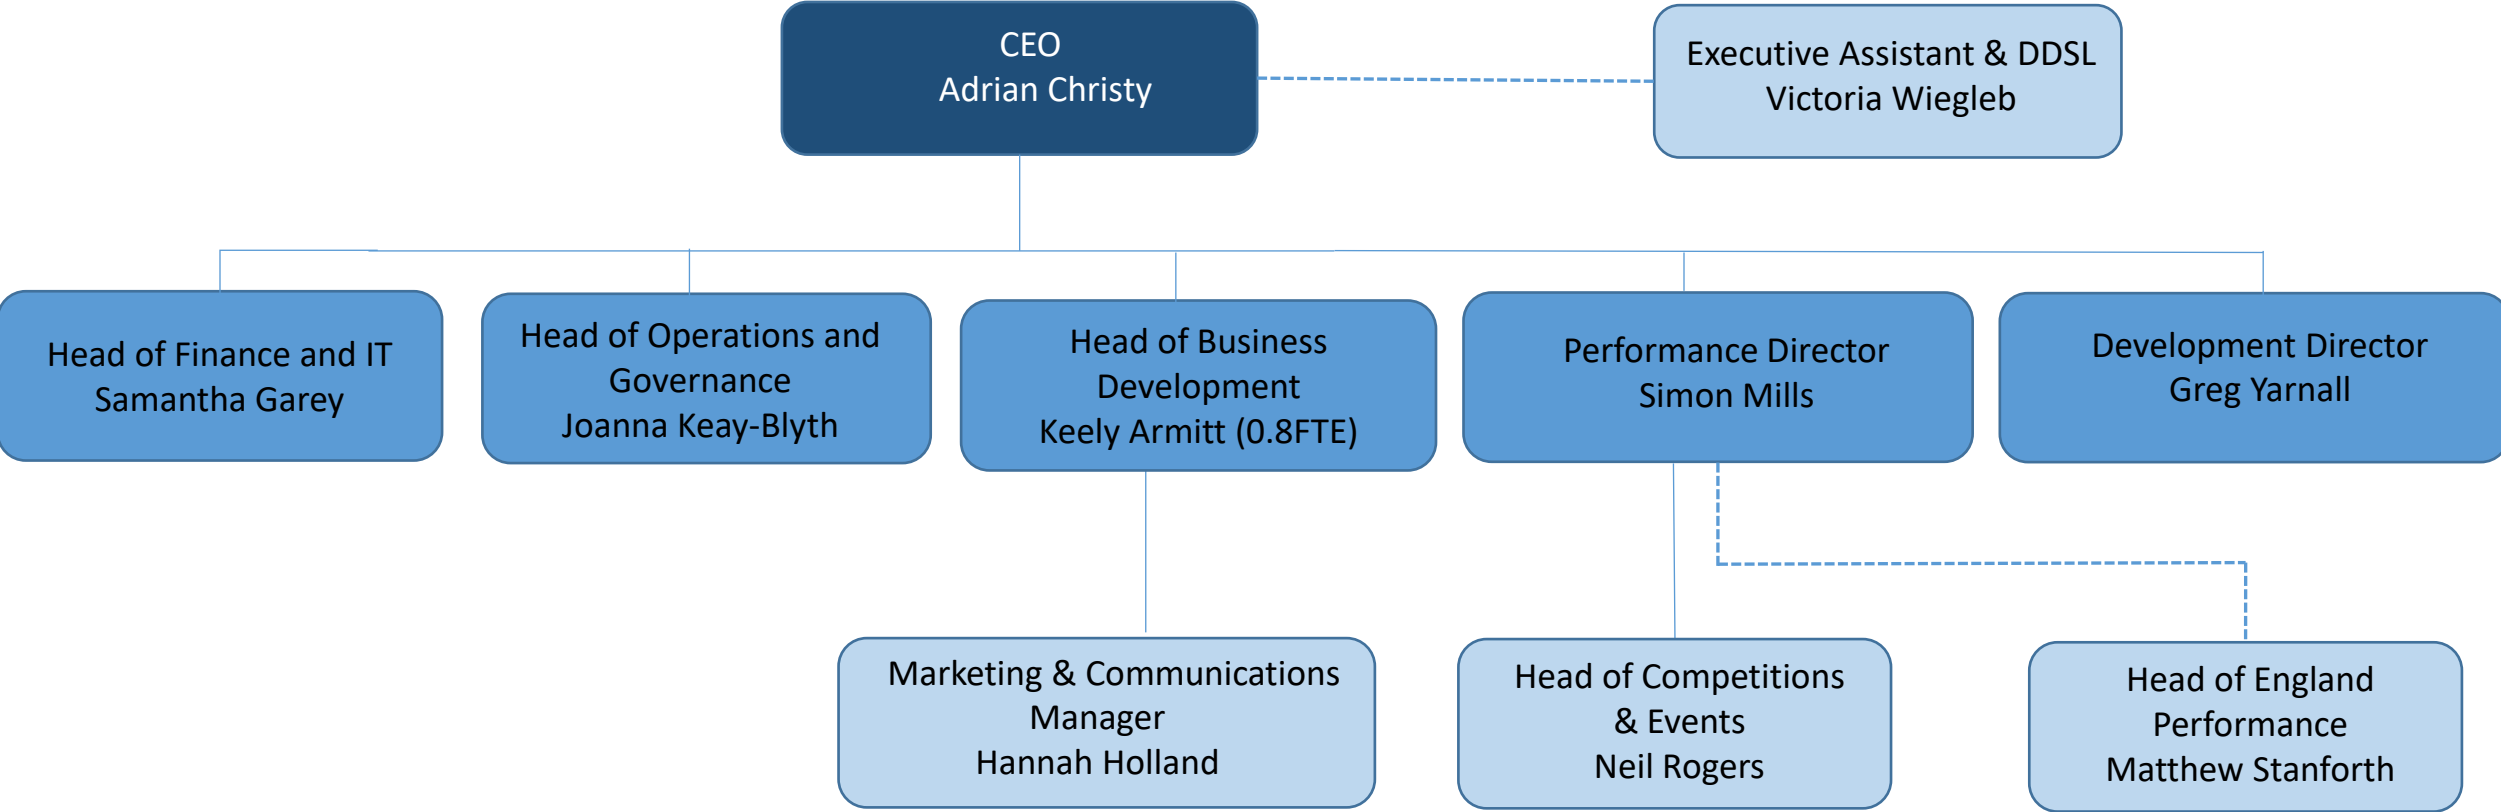 CEO
Adrian Christy
Executive Assistant & DDSL
Victoria Wiegleb
Head of Finance and IT
Samantha Garey
Head of Operations and
Governance
Joanna Keay-Blyth
Head of Business
Development
Keely Armitt (0.8FTE)
Performance Director
Simon Mills
Development Director
Greg Yarnall
Marketing & Communications
Manager
Hannah Holland
Head of Competitions
& Events
Neil Rogers
Head of England
Performance
Matthew Stanforth